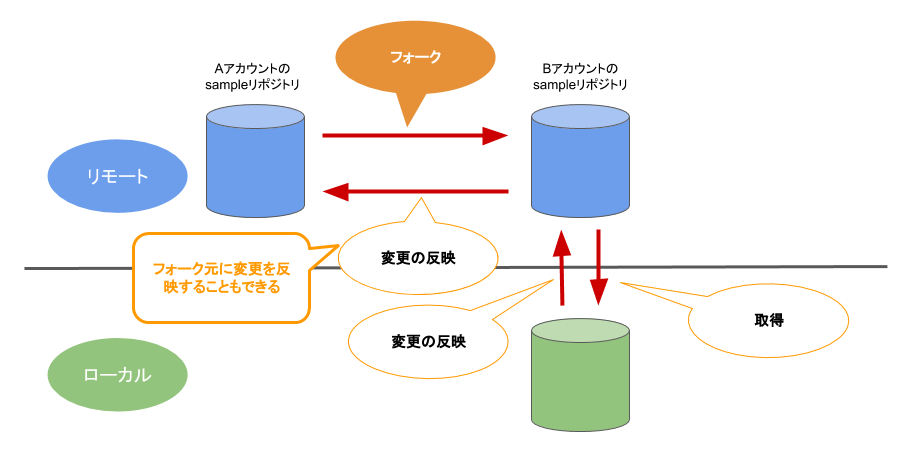 フォーク
Aアカウントの
sampleリポジトリ
Bアカウントの
sampleリポジトリ
リモート
変更の反映
フォーク元に変更を反
映することもできる
変更の反映
取得
ローカル